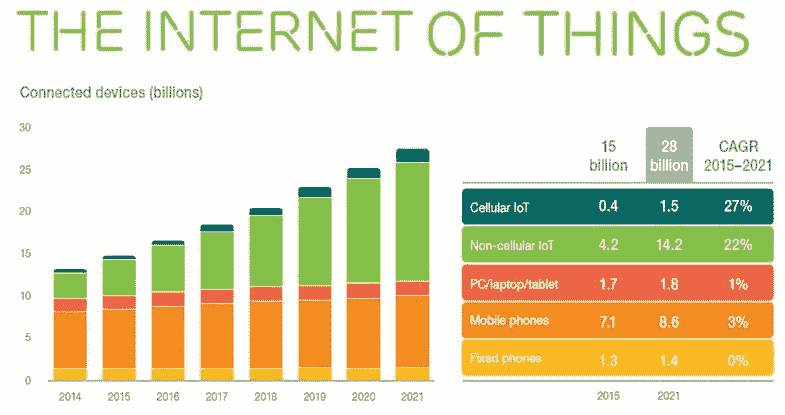 THE INTERNET OF THINGS
Connected devices (billions)
30
25
20
15
10
5
0
2014 2015 2016 2017 2018 2019 2020 2021
15 billion 28 billion CAGR 2015–2021
Cellular IoT 0.4 1.5 27%
Non-cellular IoT 4.2 14.2 22%
PC/laptop/tablet 1.7 1.8 1%
Mobile phones 7.1 8.6 3%
Fixed phones 1.3 1.4 0%
2015 2021